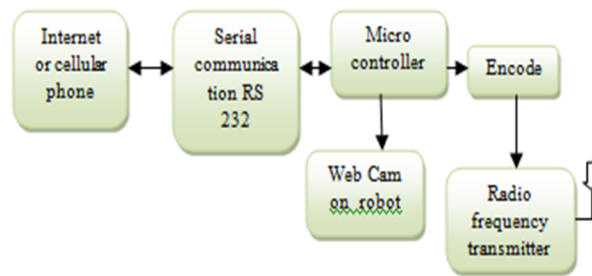 Internet
or cellular
phone
Serial
communica
tion RS
232
Micro
controller
Encode
Web Cam
on robot
Radio
frequency
transmitter